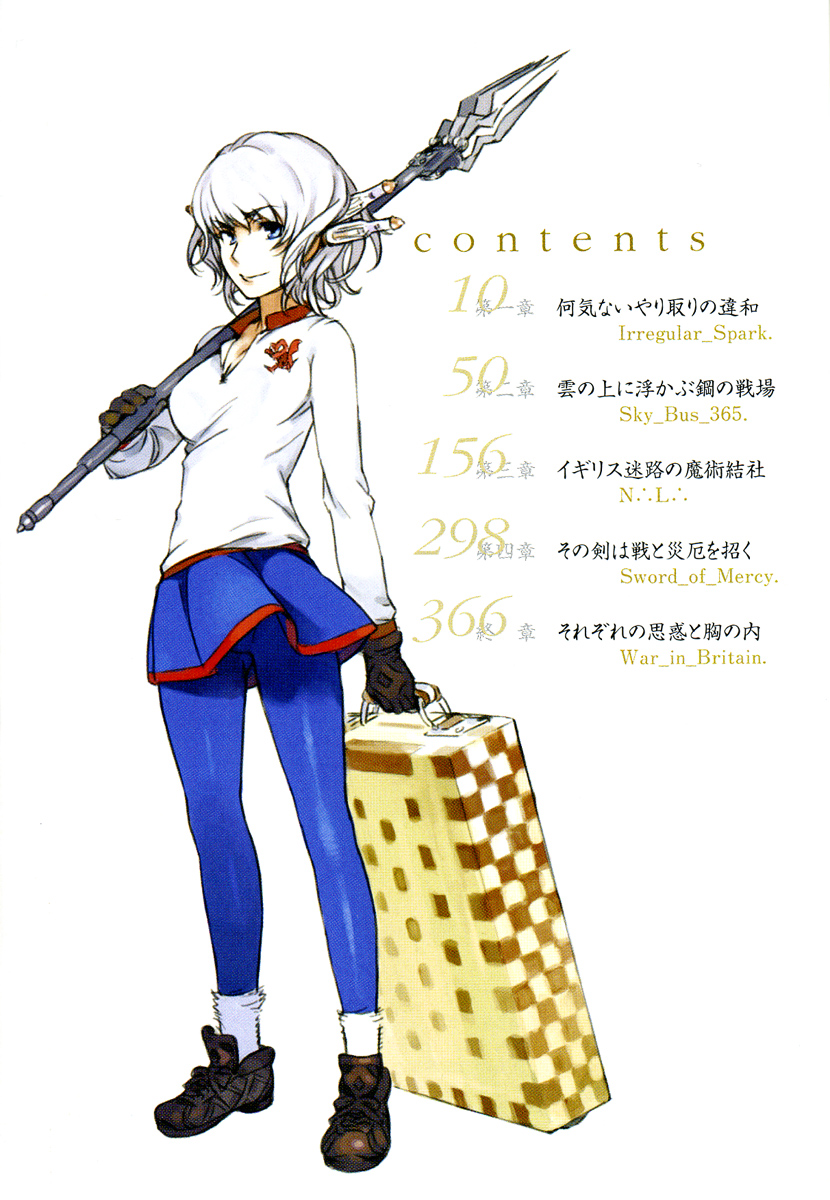 contents
10
第一章 何気ないやり取りの違和
Irregular_Spark.
50
第二章 雲の上に浮かぶ鋼の戦場
Sky_Bus_365.
156
第三章 イギリス迷路の魔術結社
N∴L∴
298
第四章 その剣は戦と災厄を招く
Sword_of_Mercy.
366
終章 それぞれの思惑と胸の内
War_in_Britain.